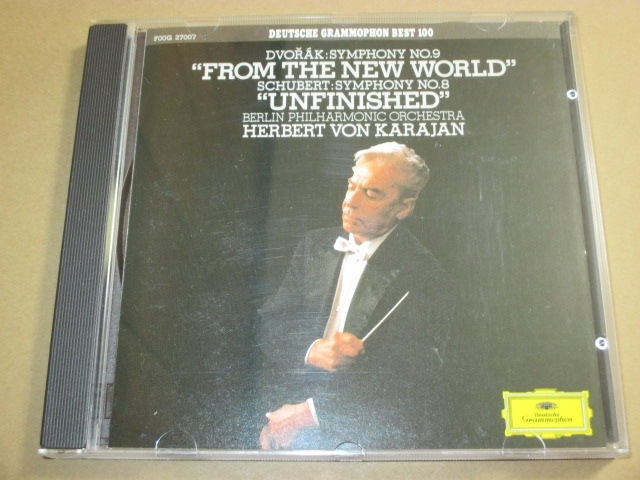 FOOG 27007
DEUTSCHE GRAMMOPHON BEST 100
DVOŘÁK:SYMPHONY NO.9
“FROM THE NEW WORLD”
SCHUBERT:SYMPHONY NO.8
“UNFINISHED”
BERLIN PHILHARMONIC ORCHESTRA
HERBERT VON KARAJAN
Deutsche
Grammophon